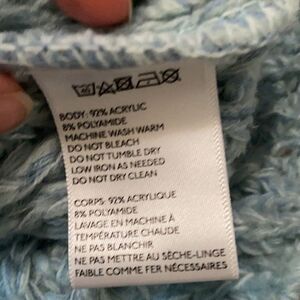 BODY: 92% ACRYLIC
8% POLYAMIDE
MACHINE WASH WARM
DO NOT BLEACH
DO NOT TUMBLE DRY
LOW IRON AS NEEDED
DO NOT DRY CLEAN
CORPS: 92% ACRYLIQUE
8% POLYAMIDE
LAVAGE EN MACHINE À
TEMPÉRATURE CHAUDE
NE PAS BLANCHIR
NE PAS METTRE AU SÈCHE-LINGE
FAIBLE COMME FER NÉCESSAIRES